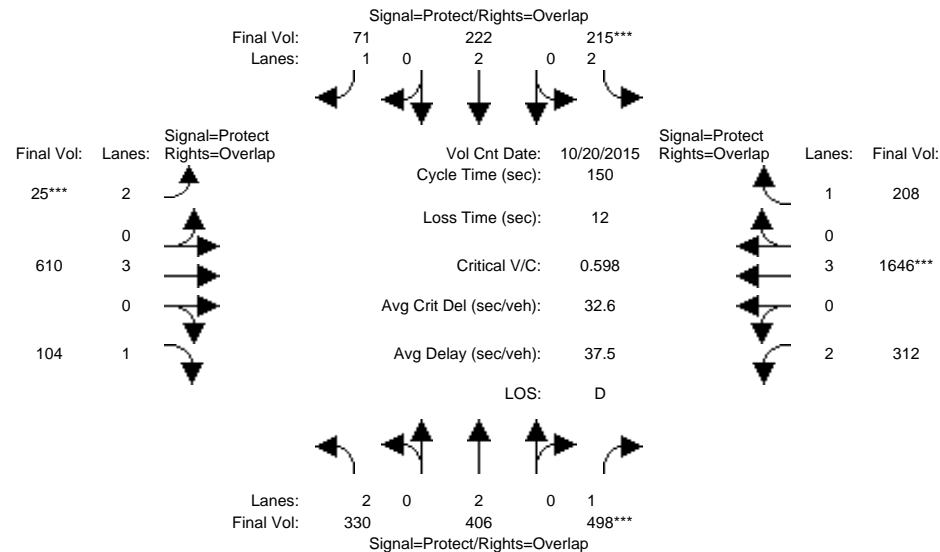 Signal=Protect/Rights=Overlap
Final Vol: 71 222 215***
Lanes: 1 0 2 0 2
Signal=Protect
Final Vol: Lanes: Rights=Overlap
Vol Cnt Date: 10/20/2015
Signal=Protect
Rights=Overlap Lanes: Final Vol:
Cycle Time (sec): 150
25*** 2
1 208
Loss Time (sec): 12
0
0
610 3
Critical V/C: 0.598
3 1646***
0
Avg Crit Del (sec/veh): 32.6
0
104 1
Avg Delay (sec/veh): 37.5
2 312
LOS: D
Lanes: 2 0 2 0 1
Final Vol: 330 406 498***
Signal=Protect/Rights=Overlap